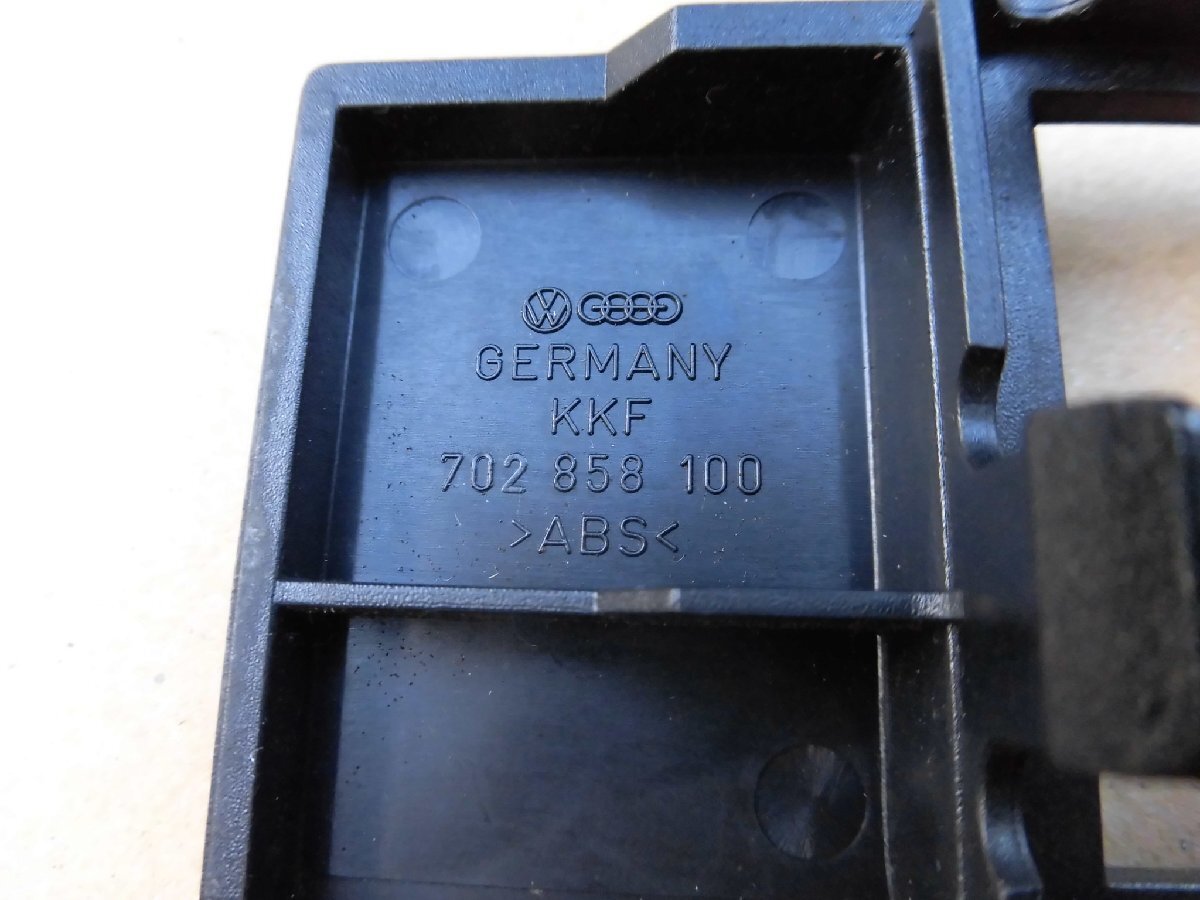 GERMANY
KKF
702 858 100
>ABS<